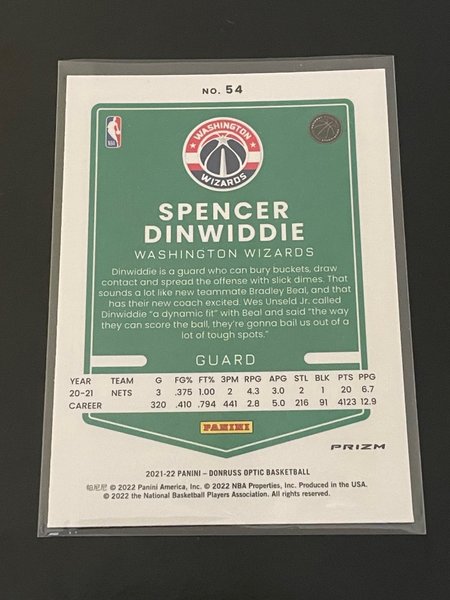 NO. 54
NBA
WASHINGTON
WIZARDS
SPENCER
DINWIDDIE
WASHINGTON WIZARDS
Dinwiddie is a guard who can bury buckets, draw
contact and spread the offense with slick dimes. That
sounds a lot like new teammate Bradley Beal, and that
has their new coach excited. Wes Unseld Jr. called
Dinwiddie “a dynamic fit” with Beal and said “the way
they can score the ball, they’re gonna bail us out of a
lot of tough spots.”
GUARD
YEAR TEAM G FG% FT% 3PM RPG APG STL BLK PTS PPG
20-21 NETS 3 .375 1.00 2 4.3 3.0 2 1 20 6.7
CAREER 320 .410 .794 441 2.8 5.0 216 91 4123 12.9
PANINI
PRIZM
2021-22 PANINI – DONRUSS OPTIC BASKETBALL
帕尼尼 © 2022 Panini America, Inc. © 2022 NBA Properties, Inc. Produced in the USA.
© 2022 the National Basketball Players Association. All rights reserved.